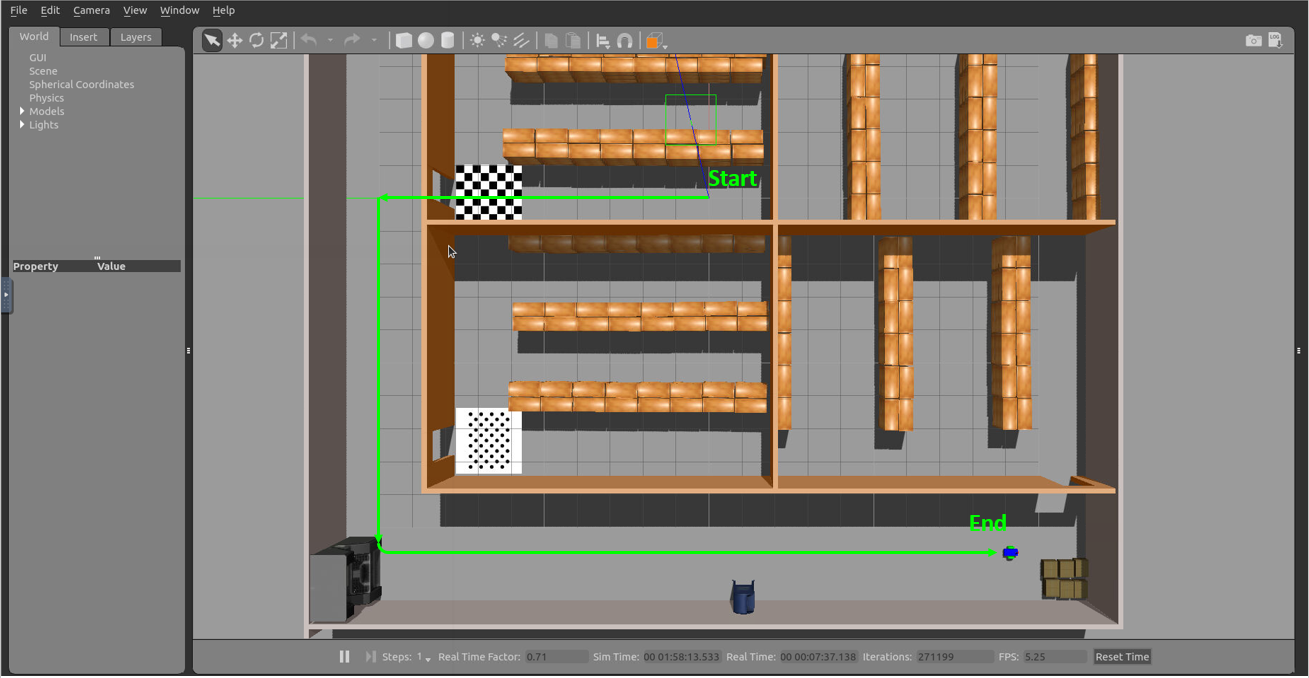 File Edit Camera View Window Help
World Insert Layers
GUI
Scene
Spherical Coordinates
Physics
Models
Lights
Start
Property Value
End
Steps: 1 Real Time Factor: 0.71 Sim Time: 00 01:58:13.533 Real Time: 00 00:07:37.138 Iterations: 271199 FPS: 5.25 Reset Time